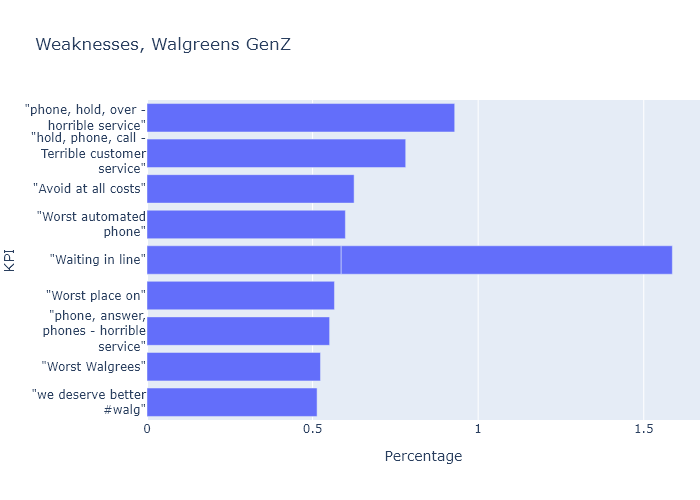 Weaknesses, Walgreens GenZ
"phone, hold, over -
horrible service"
"hold, phone, call -
Terrible customer
service"
"Avoid at all costs"
"Worst automated
phone"
"Waiting in line"
"Worst place on"
"phone, answer,
phones - horrible
service"
"Worst Walgrees"
"we deserve better
#walg"
KPI
0 0.5 1 1.5
Percentage